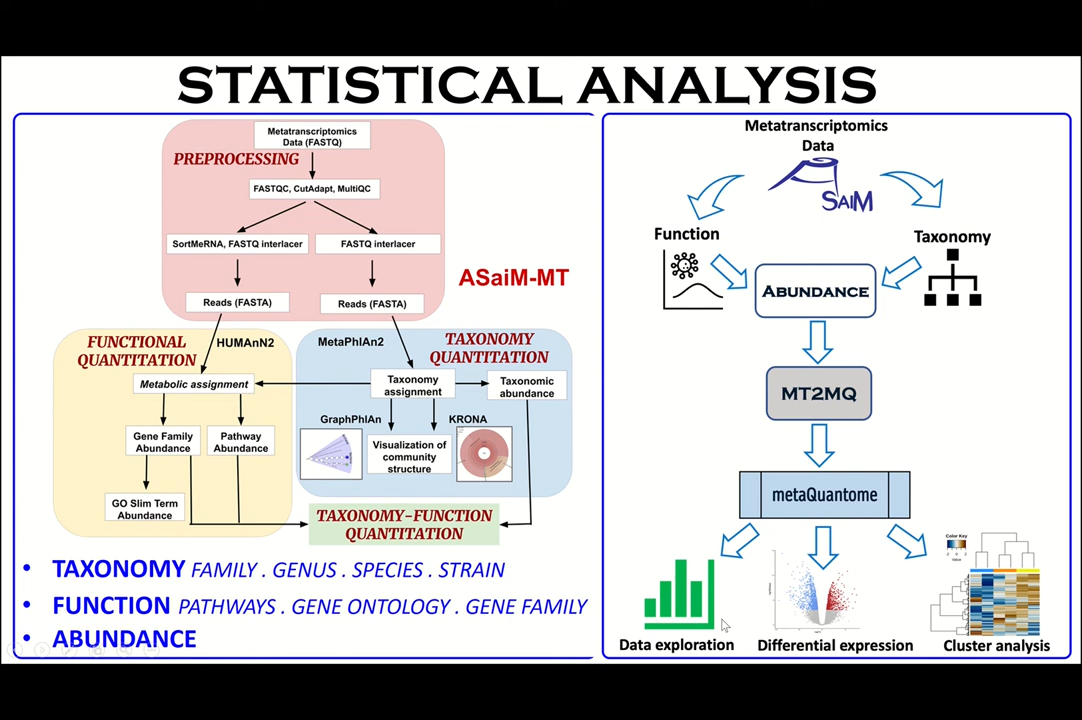 STATISTICAL ANALYSIS
Metatranscriptomics
Data (FASTQ)
PREPROCESSING
FASTQC, CutAdapt, MultiQC
SortMeRNA, FASTQ interlacer
FASTQ interlacer
ASaiM-MT
Reads (FASTA)
Reads (FASTA)
FUNCTIONAL
QUANTITATION
HUMAnN2
MetaPhlAn2
TAXONOMY
QUANTITATION
Metabolic assignment
Taxonomy
assignment
Taxonomic
abundance
GraphPhlAn
KRONA
Gene Family
Abundance
Pathway
Abundance
Visualization of
community
structure
GO Slim Term
Abundance
TAXONOMY-FUNCTION
QUANTITATION
• TAXONOMY FAMILY . GENUS . SPECIES . STRAIN
• FUNCTION PATHWAYS . GENE ONTOLOGY . GENE FAMILY
• ABUNDANCE
Metatranscriptomics
Data
ASAIM
Function
Taxonomy
ABUNDANCE
MT2MQ
metaQuantome
Color Key
Data exploration
Differential expression
Cluster analysis